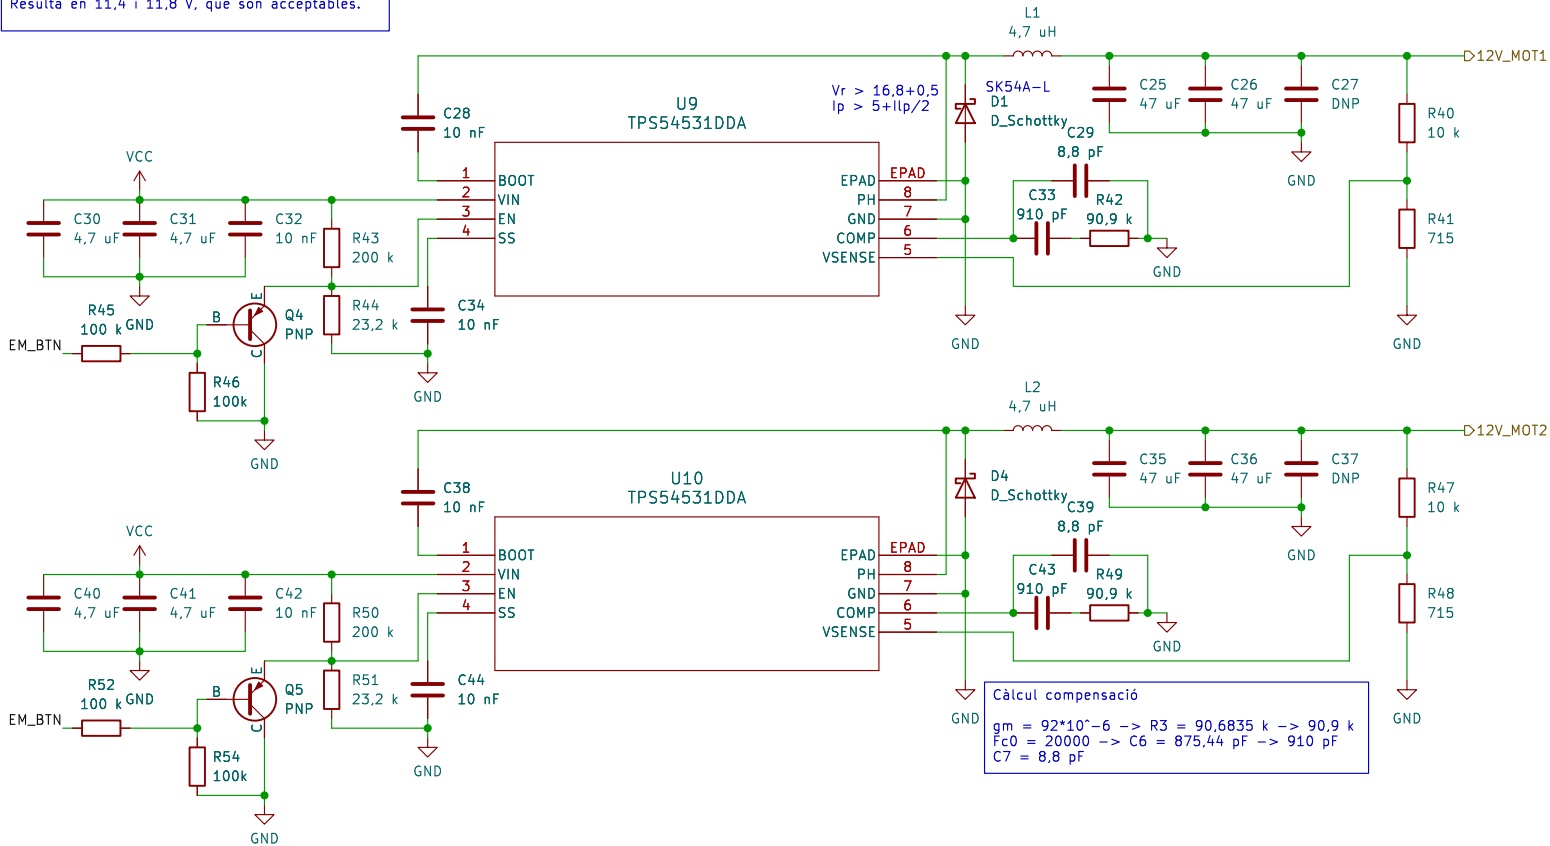 Resulta en 11,4 i 11,8 V, que son acceptables.
L1
4,7 uH
12V_MOT1
Vr > 16,8+0,5
Ip > 5+Ilp/2
SK54A-L
D1
D_Schottky
C25
47 uF
C26
47 uF
C27
DNP
R40
10 k
GND
C28
10 nF
U9
TPS54531DDA
1
BOOT
2
VIN
3
EN
4
SS
EPAD
EPAD
PH
8
GND
7
COMP
6
VSENSE
5
C29
8,8 pF
C33
910 pF
R42
90,9 k
GND
R41
715
GND
GND
VCC
C30
4,7 uF
C31
4,7 uF
C32
10 nF
R43
200 k
GND
R44
23,2 k
C34
10 nF
GND
R45
100 k
EM_BTN
B
E
C
Q4
PNP
R46
100k
GND
L2
4,7 uH
12V_MOT2
D4
D_Schottky
C35
47 uF
C36
47 uF
C37
DNP
R47
10 k
GND
C38
10 nF
U10
TPS54531DDA
1
BOOT
2
VIN
3
EN
4
SS
EPAD
EPAD
PH
8
GND
7
COMP
6
VSENSE
5
C39
8,8 pF
C43
910 pF
R49
90,9 k
GND
R48
715
GND
GND
VCC
C40
4,7 uF
C41
4,7 uF
C42
10 nF
R50
200 k
GND
R51
23,2 k
C44
10 nF
GND
R52
100 k
EM_BTN
B
E
C
Q5
PNP
R54
100k
GND
Càlcul compensació
gm = 92*10^-6 -> R3 = 90,6835 k -> 90,9 k
Fc0 = 20000 -> C6 = 875,44 pF -> 910 pF
C7 = 8,8 pF